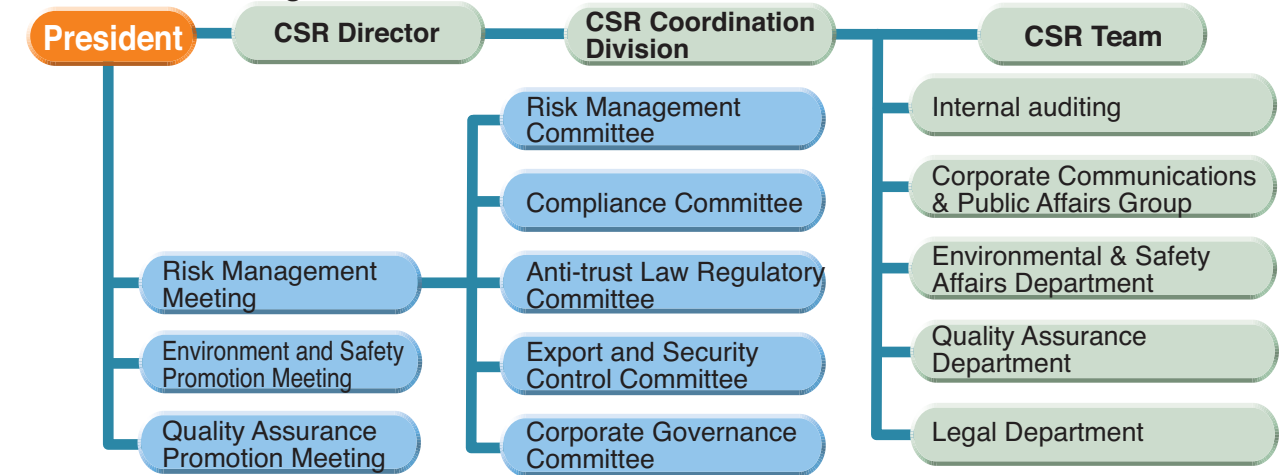 President
CSR Director
CSR Coordination
Division
CSR Team
Risk Management
Committee
Compliance Committee
Anti-trust Law Regulatory
Committee
Export and Security
Control Committee
Corporate Governance
Committee
Risk Management
Meeting
Environment and Safety
Promotion Meeting
Quality Assurance
Promotion Meeting
Internal auditing
Corporate Communications
& Public Affairs Group
Environmental & Safety
Affairs Department
Quality Assurance
Department
Legal Department